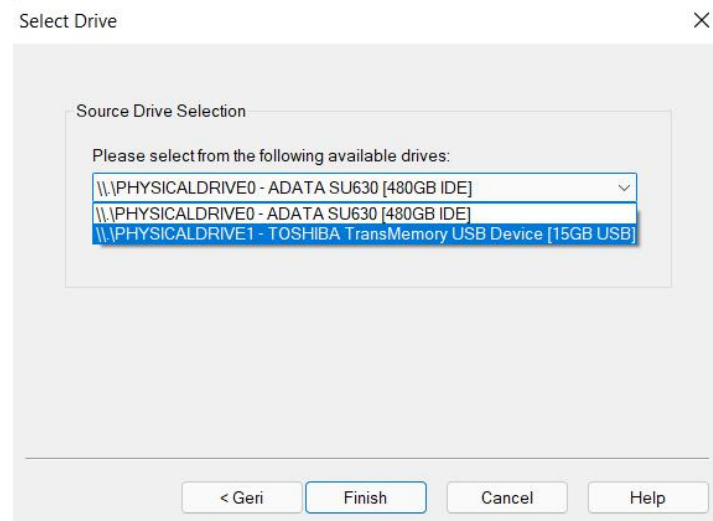 Select Drive
Source Drive Selection
Please select from the following available drives:
\\.\PHYSICALDRIVE0 - ADATA SU630 [480GB IDE]
\\.\PHYSICALDRIVE0 - ADATA SU630 [480GB IDE]
\\.\PHYSICALDRIVE1 - TOSHIBA TransMemory USB Device [15GB USB]
< Geri Finish Cancel Help